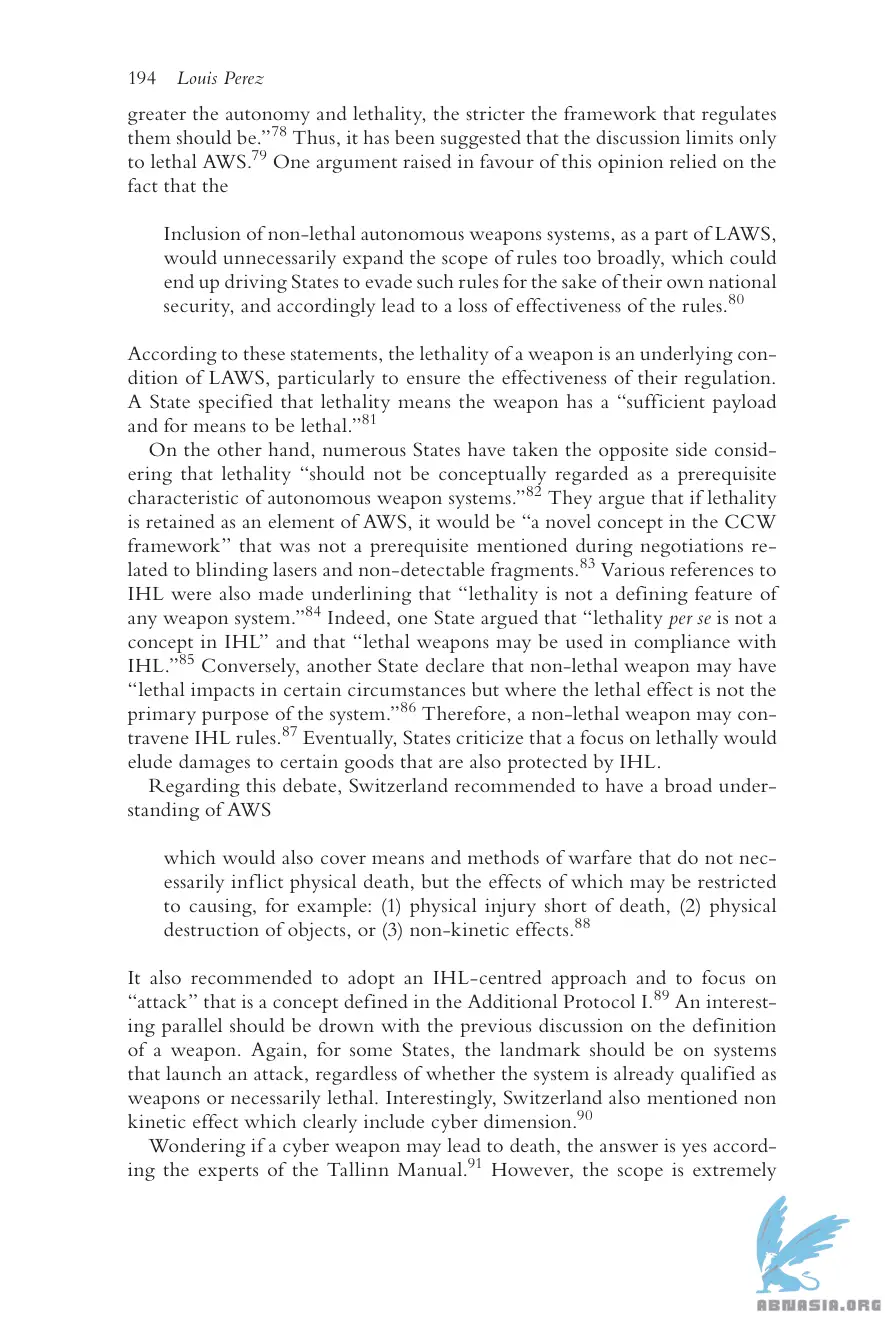 194 Louis Perez
greater the autonomy and lethality, the stricter the framework that regulates
them should be.”78 Thus, it has been suggested that the discussion limits only
to lethal AWS.79 One argument raised in favour of this opinion relied on the
fact that the
Inclusion of non-lethal autonomous weapons systems, as a part of LAWS,
would unnecessarily expand the scope of rules too broadly, which could
end up driving States to evade such rules for the sake of their own national
security, and accordingly lead to a loss of effectiveness of the rules.80
According to these statements, the lethality of a weapon is an underlying con-
dition of LAWS, particularly to ensure the effectiveness of their regulation.
A State specified that lethality means the weapon has a “sufficient payload
and for means to be lethal.”81
On the other hand, numerous States have taken the opposite side consid-
ering that lethality “should not be conceptually regarded as a prerequisite
characteristic of autonomous weapon systems.”82 They argue that if lethality
is retained as an element of AWS, it would be “a novel concept in the CCW
framework” that was not a prerequisite mentioned during negotiations re-
lated to blinding lasers and non-detectable fragments.83 Various references to
IHL were also made underlining that “lethality is not a defining feature of
any weapon system.”84 Indeed, one State argued that “lethality per se is not a
concept in IHL” and that “lethal weapons may be used in compliance with
IHL.”85 Conversely, another State declare that non-lethal weapon may have
“lethal impacts in certain circumstances but where the lethal effect is not the
primary purpose of the system.”86 Therefore, a non-lethal weapon may con-
travene IHL rules.87 Eventually, States criticize that a focus on lethally would
elude damages to certain goods that are also protected by IHL.
Regarding this debate, Switzerland recommended to have a broad under-
standing of AWS
which would also cover means and methods of warfare that do not nec-
essarily inflict physical death, but the effects of which may be restricted
to causing, for example: (1) physical injury short of death, (2) physical
destruction of objects, or (3) non-kinetic effects.88
It also recommended to adopt an IHL-centred approach and to focus on
“attack” that is a concept defined in the Additional Protocol I.89 An interest-
ing parallel should be drown with the previous discussion on the definition
of a weapon. Again, for some States, the landmark should be on systems
that launch an attack, regardless of whether the system is already qualified as
weapons or necessarily lethal. Interestingly, Switzerland also mentioned non
kinetic effect which clearly include cyber dimension.90
Wondering if a cyber weapon may lead to death, the answer is yes accord-
ing the experts of the Tallinn Manual.91 However, the scope is extremely
ABNASIA.ORG